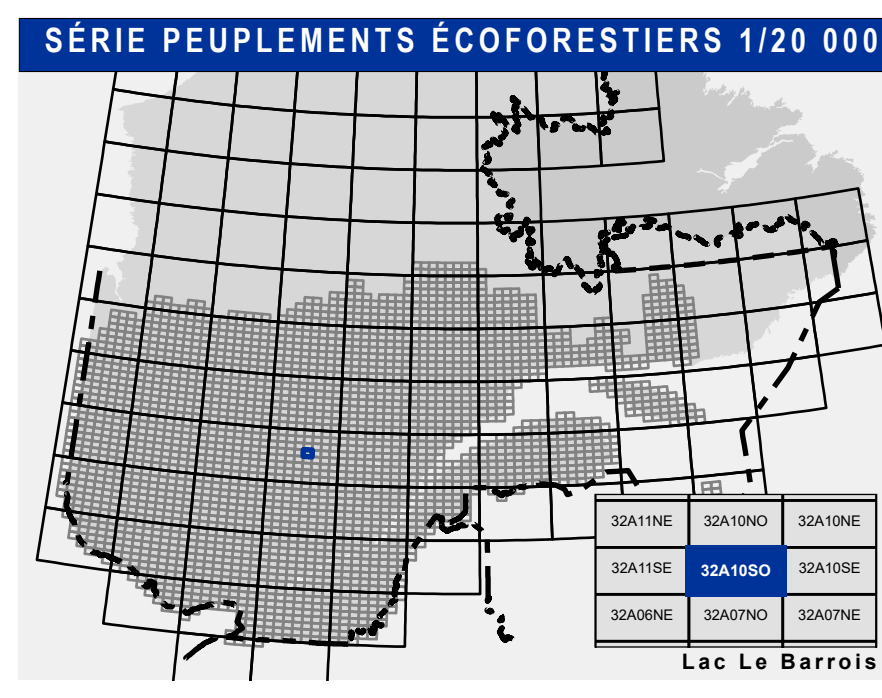 SÉRIE PEUPLEMENTS ÉCOFORESTIERS 1/20 000
32A11NE 32A10NO 32A10NE
32A11SE 32A10SO 32A10SE
32A06NE 32A07NO 32A07NE
Lac Le Barrois